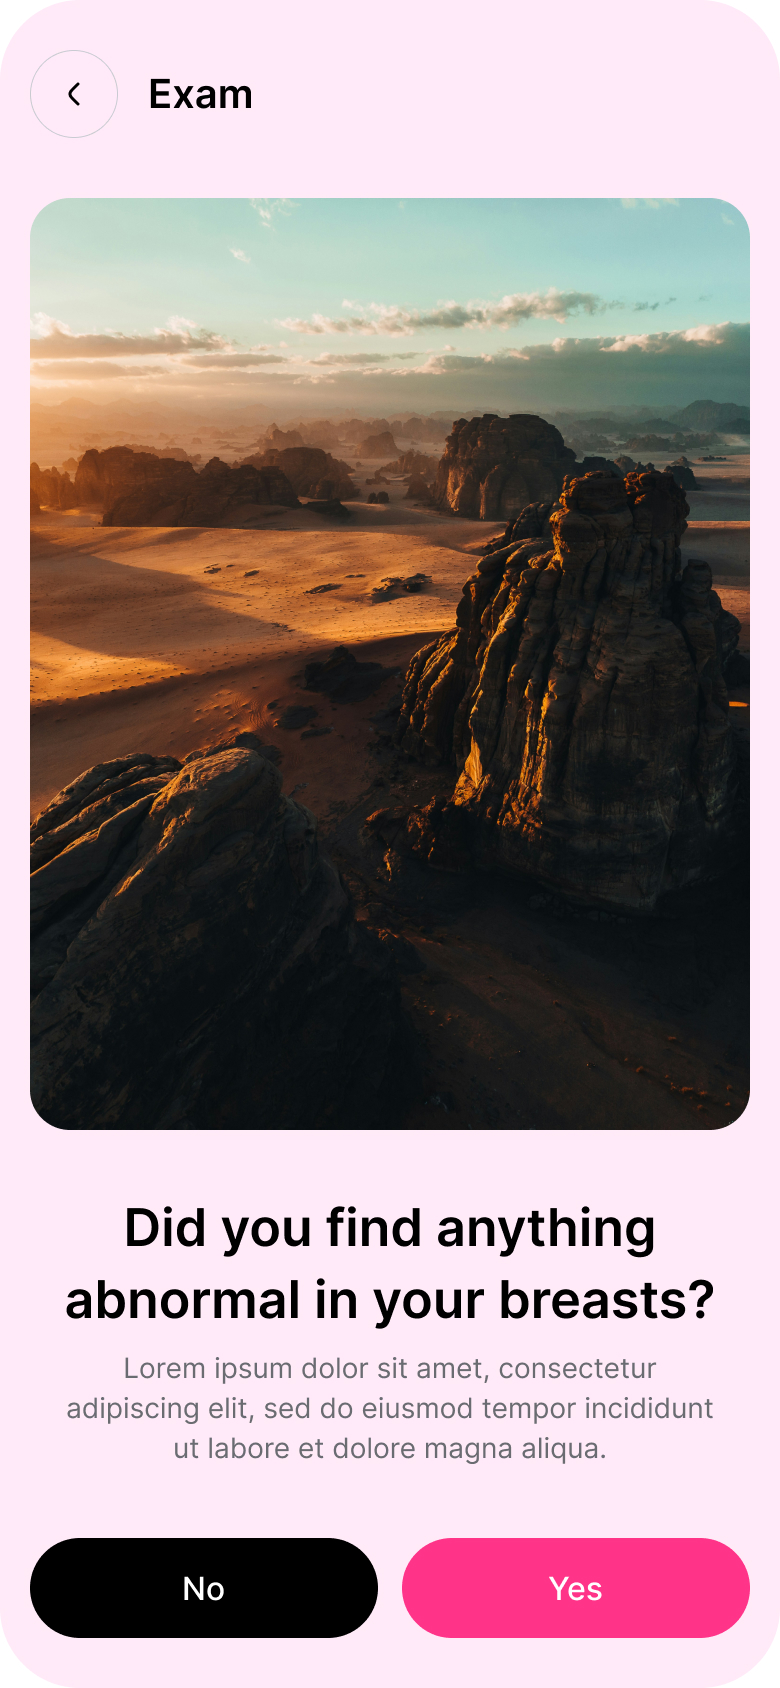 Exam
Did you find anything
abnormal in your breasts?
Lorem ipsum dolor sit amet, consectetur
adipiscing elit, sed do eiusmod tempor incididunt
ut labore et dolore magna aliqua.
No
Yes